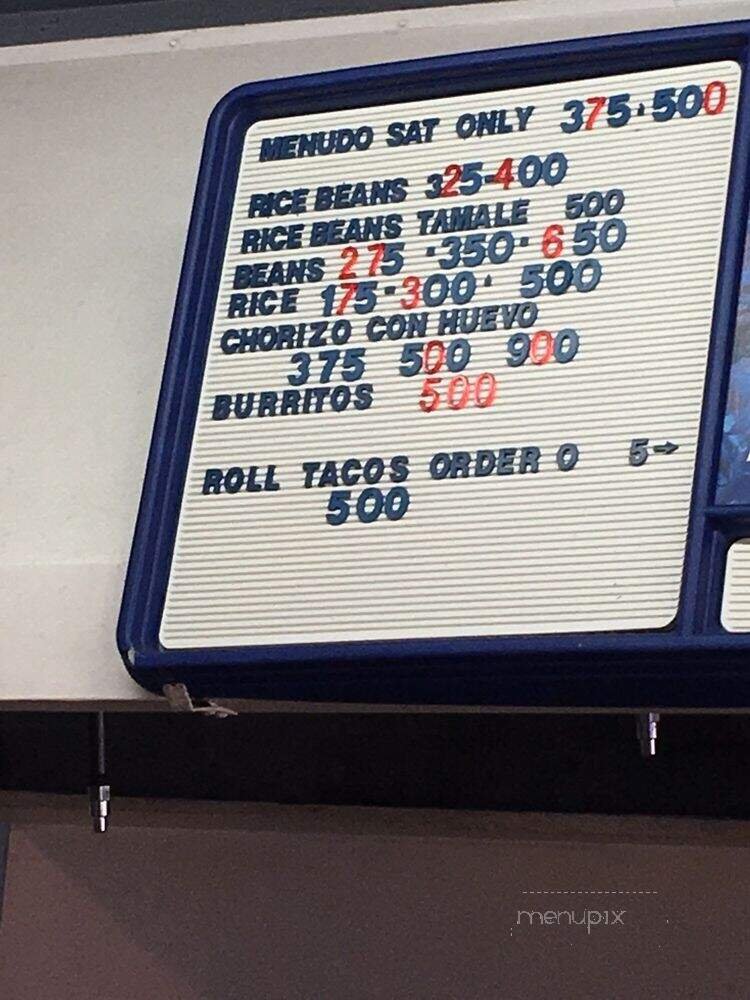 MENUDO SAT ONLY 375·500
RICE BEANS 325-400
RICE BEANS TAMALE 500
BEANS 275 ·350· 650
RICE 175·300· 500
CHORIZO CON HUEVO
375 500 900
BURRITOS 500
ROLL TACOS ORDER O 5→
500
menupix